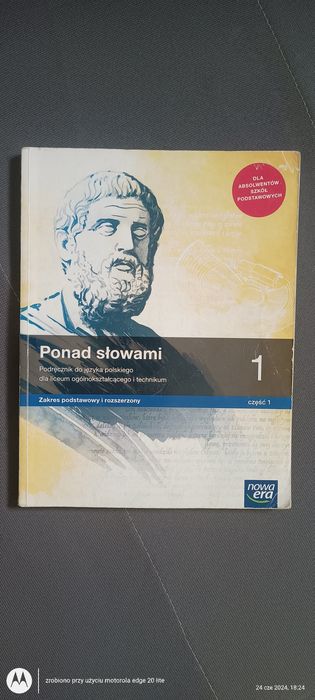 DLA
ABSOLWENTÓW
SZKÓŁ
PODSTAWOWYCH
Ponad słowami
1
Podręcznik do języka polskiego
dla liceum ogólnokształcącego i technikum
Zakres podstawowy i rozszerzony
część 1
nowa
era
zrobiono przy użyciu motorola edge 20 lite
24 cze 2024, 18:24